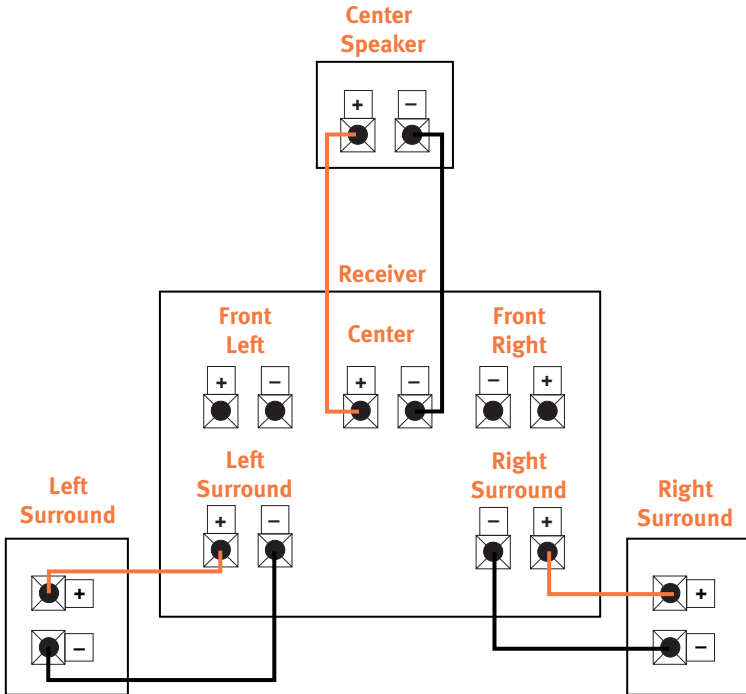 Center
Speaker
+ −
Receiver
Front
Left
Center
Front
Right
+ −
+ −
− +
Left
Surround
Right
Surround
+ −
− +
Left
Surround
+
−
Right
Surround
+
−